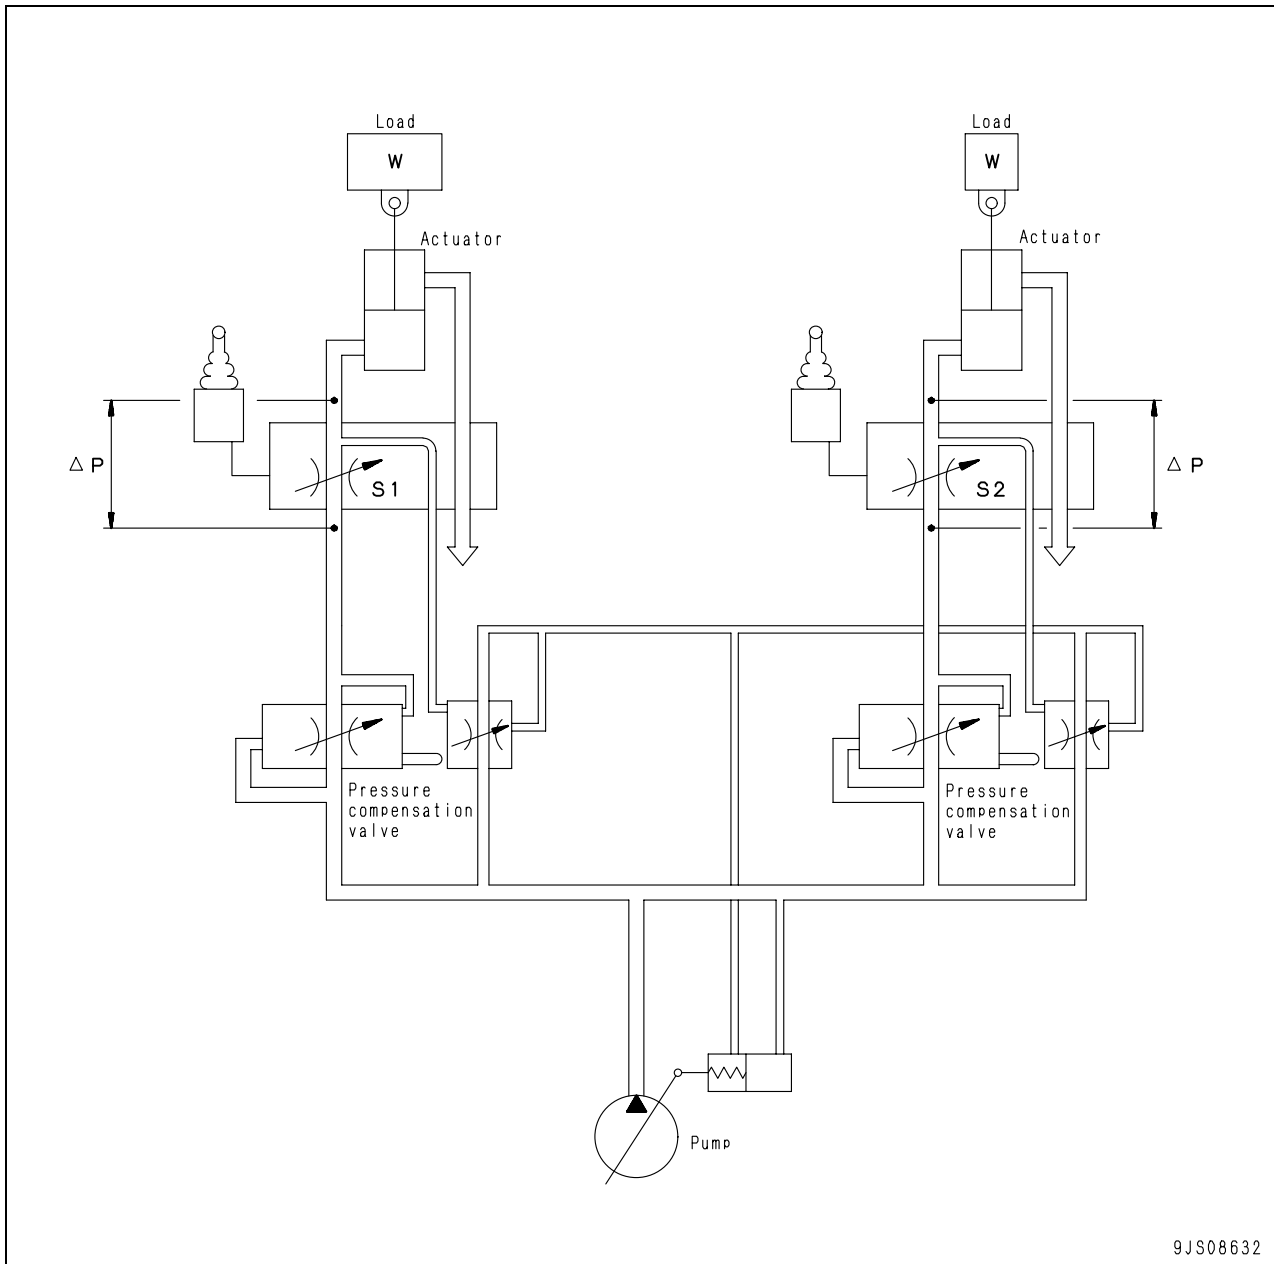 Load
W
Actuator
△P
S1
Pressure
compensation
valve
Load
W
Actuator
△P
S2
Pressure
compensation
valve
Pump
9JS08632